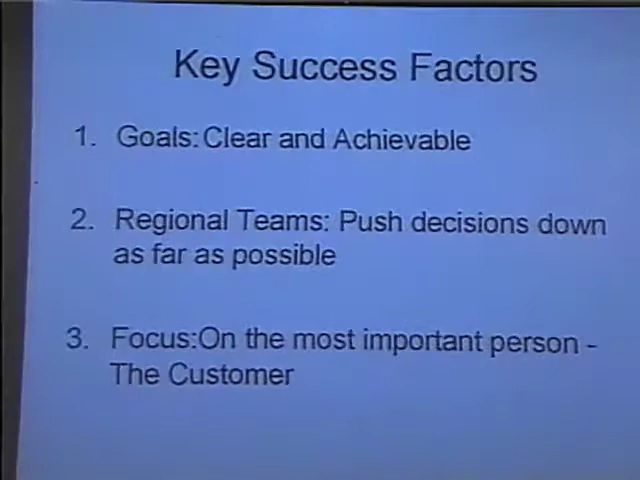 Key Success Factors
1. Goals: Clear and Achievable
2. Regional Teams: Push decisions down
as far as possible
3. Focus:On the most important person -
The Customer